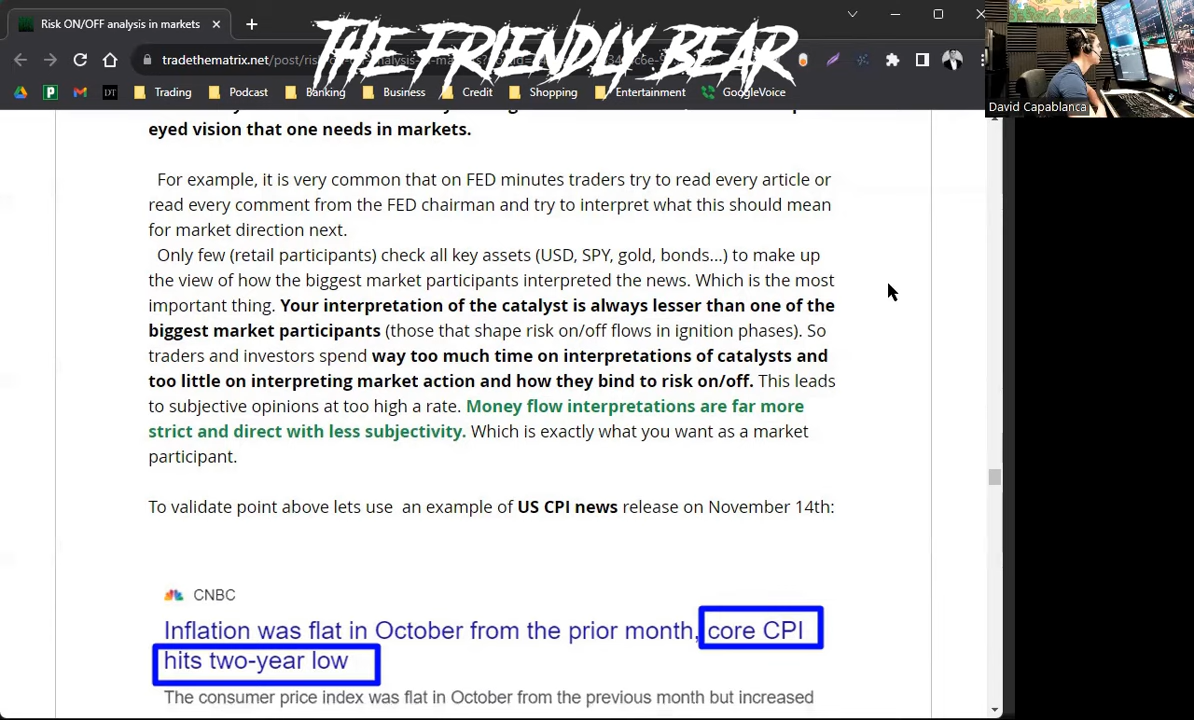 Risk ON/OFF analysis in markets
THE FRIENDLY BEAR
tradethematrix.net/post/
Trading
Podcast
Banking
Business
Credit
Shopping
Entertainment
GoogleVoice
David Capablanca
eyed vision that one needs in markets.
For example, it is very common that on FED minutes traders try to read every article or
read every comment from the FED chairman and try to interpret what this should mean
for market direction next.
Only few (retail participants) check all key assets (USD, SPY, gold, bonds...) to make up
the view of how the biggest market participants interpreted the news. Which is the most
important thing. Your interpretation of the catalyst is always lesser than one of the
biggest market participants (those that shape risk on/off flows in ignition phases). So
traders and investors spend way too much time on interpretations of catalysts and
too little on interpreting market action and how they bind to risk on/off. This leads
to subjective opinions at too high a rate. Money flow interpretations are far more
strict and direct with less subjectivity. Which is exactly what you want as a market
participant.
To validate point above lets use an example of US CPI news release on November 14th:
CNBC
Inflation was flat in October from the prior month, core CPI
hits two-year low
The consumer price index was flat in October from the previous month but increased